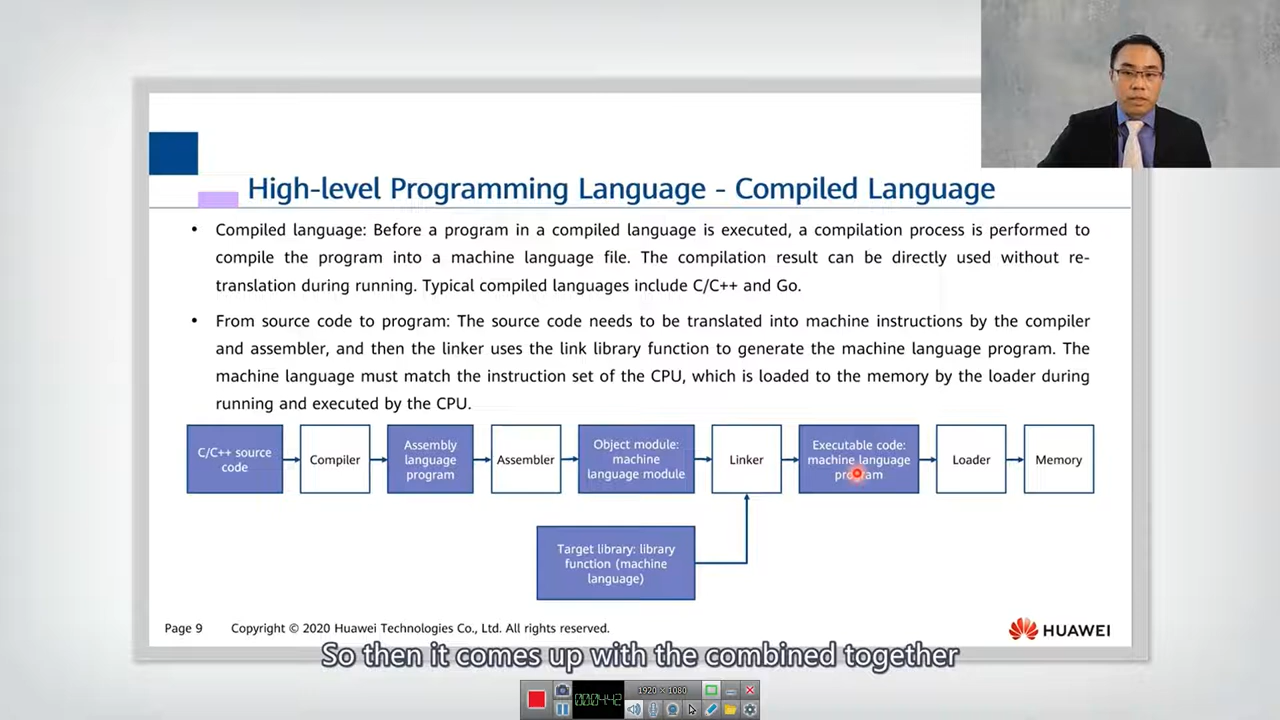 High-level Programming Language - Compiled Language
• Compiled language: Before a program in a compiled language is executed, a compilation process is performed to
compile the program into a machine language file. The compilation result can be directly used without re-
translation during running. Typical compiled languages include C/C++ and Go.
• From source code to program: The source code needs to be translated into machine instructions by the compiler
and assembler, and then the linker uses the link library function to generate the machine language program. The
machine language must match the instruction set of the CPU, which is loaded to the memory by the loader during
running and executed by the CPU.
C/C++ source
code
Compiler
Assembly
language
program
Assembler
Object module:
machine
language module
Linker
Executable code:
machine language
program
Loader
Memory
Target library: library
function (machine
language)
Page 9 Copyright © 2020 Huawei Technologies Co., Ltd. All rights reserved.
HUAWEI
So then it comes up with the combined together
00:04:42
1920 × 1080